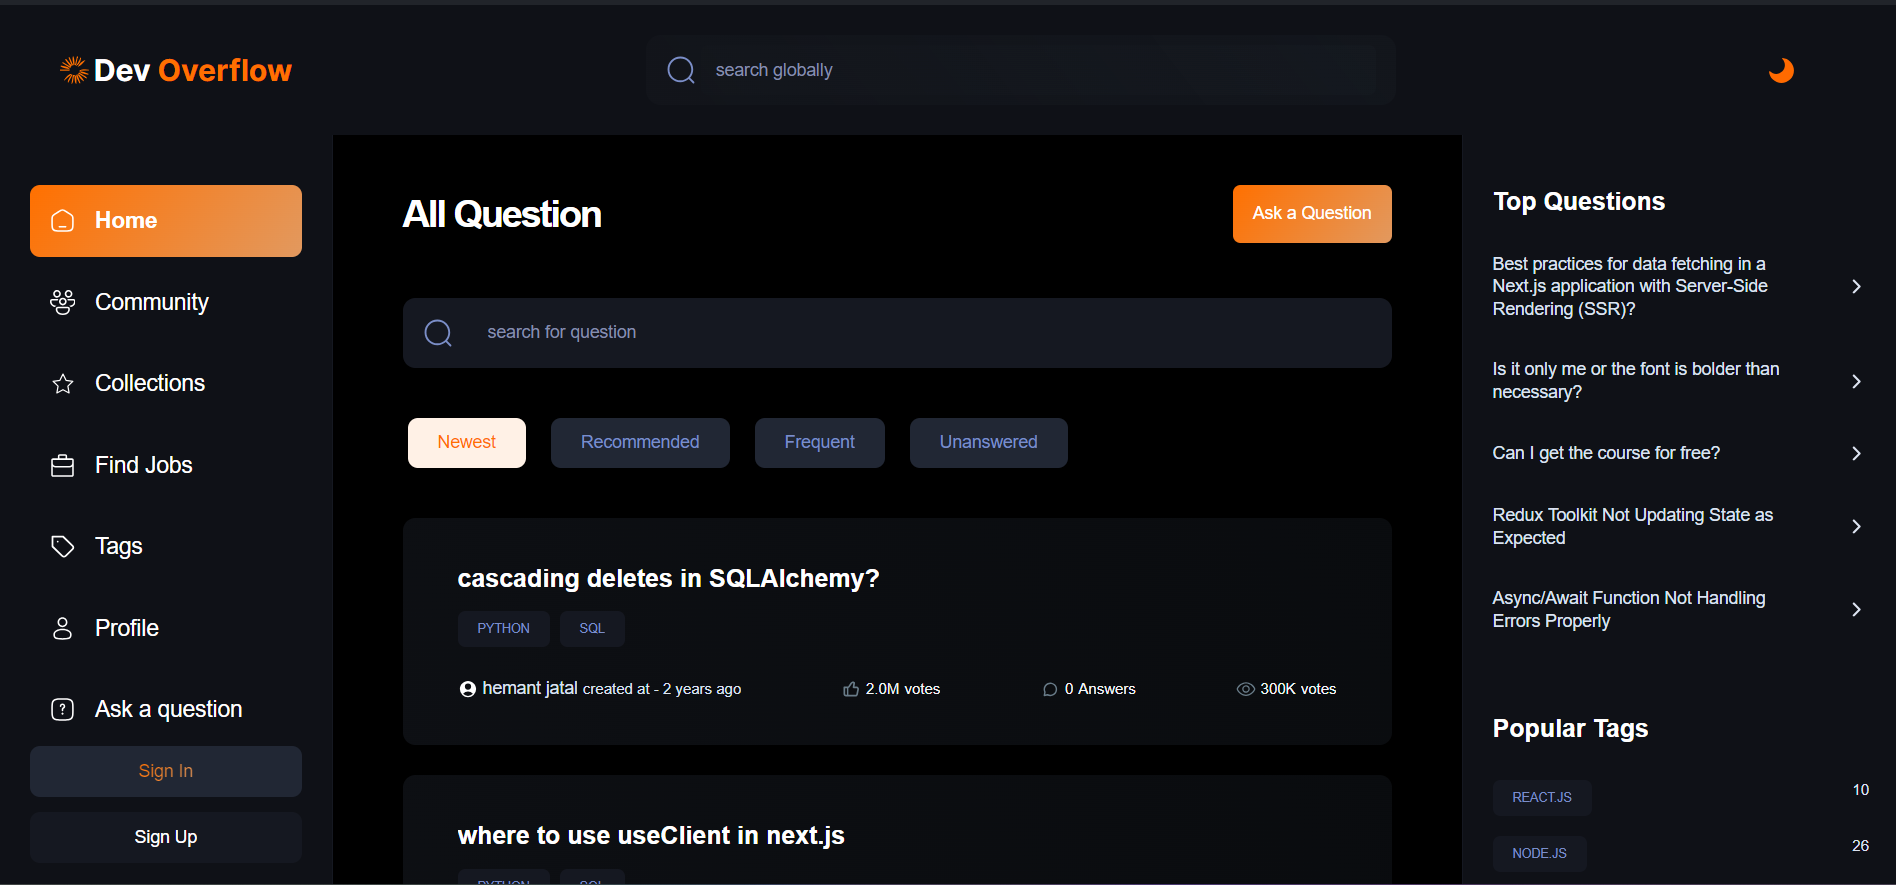 Dev Overflow
search globally
Home
Community
Collections
Find Jobs
Tags
Profile
Ask a question
Sign In
Sign Up
All Question
Ask a Question
search for question
Newest
Recommended
Frequent
Unanswered
cascading deletes in SQLAlchemy?
PYTHON
SQL
hemant jatal created at - 2 years ago
2.0M votes
0 Answers
300K votes
where to use useClient in next.js
PYTHON
SQL
Top Questions
Best practices for data fetching in a
Next.js application with Server-Side
Rendering (SSR)?
Is it only me or the font is bolder than
necessary?
Can I get the course for free?
Redux Toolkit Not Updating State as
Expected
Async/Await Function Not Handling
Errors Properly
Popular Tags
REACT.JS
10
NODE.JS
26